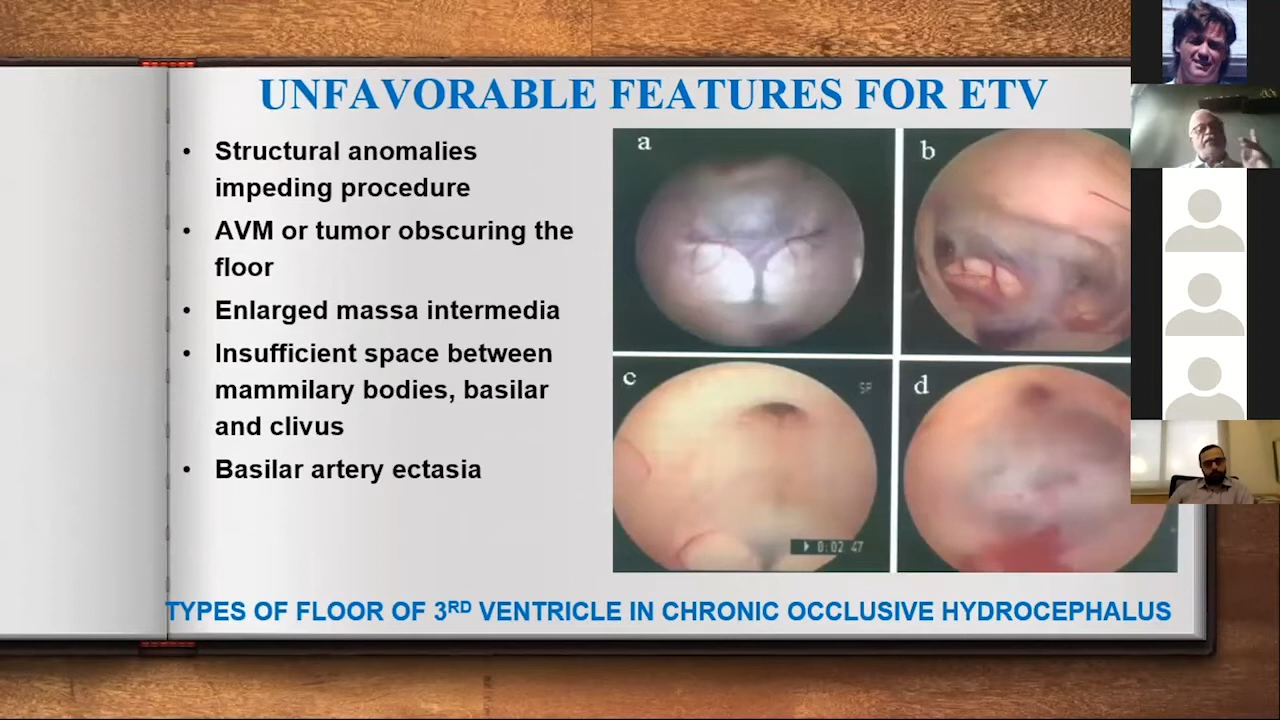 UNFAVORABLE FEATURES FOR ETV
• Structural anomalies
impeding procedure
• AVM or tumor obscuring the
floor
• Enlarged massa intermedia
• Insufficient space between
mammilary bodies, basilar
and clivus
• Basilar artery ectasia
a
b
c
SP
d
0:02 47
TYPES OF FLOOR OF 3RD VENTRICLE IN CHRONIC OCCLUSIVE HYDROCEPHALUS